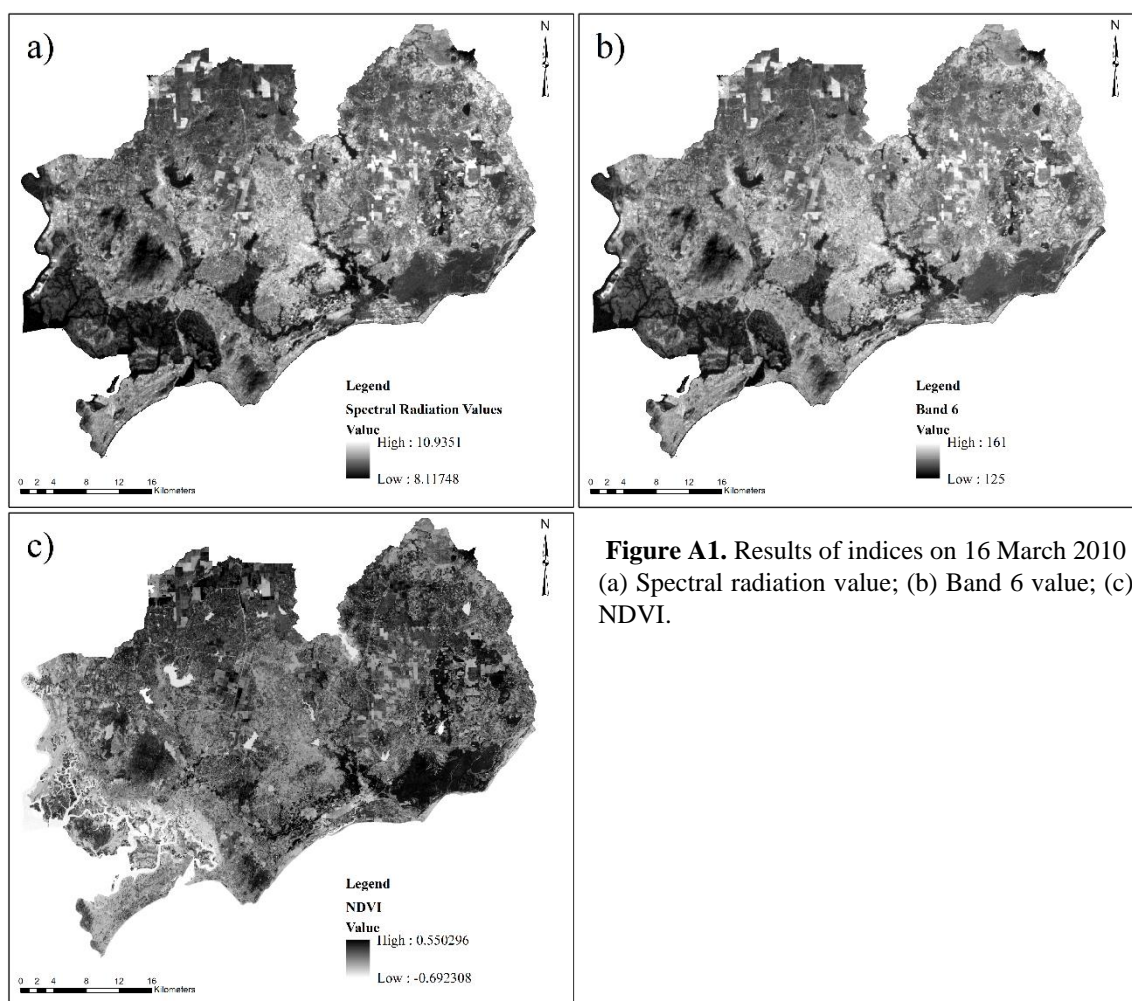 a)
N
Legend
Spectral Radiation Values
Value
High : 10.9351
Low : 8.11748
0 2 4 8 12 16
Kilometers
b)
N
Legend
Band 6
Value
High : 161
Low : 125
0 2 4 8 12 16
Kilometers
c)
N
Legend
NDVI
Value
High : 0.550296
Low : -0.692308
0 2 4 8 12 16
Kilometers
Figure A1. Results of indices on 16 March 2010
(a) Spectral radiation value; (b) Band 6 value; (c)
NDVI.